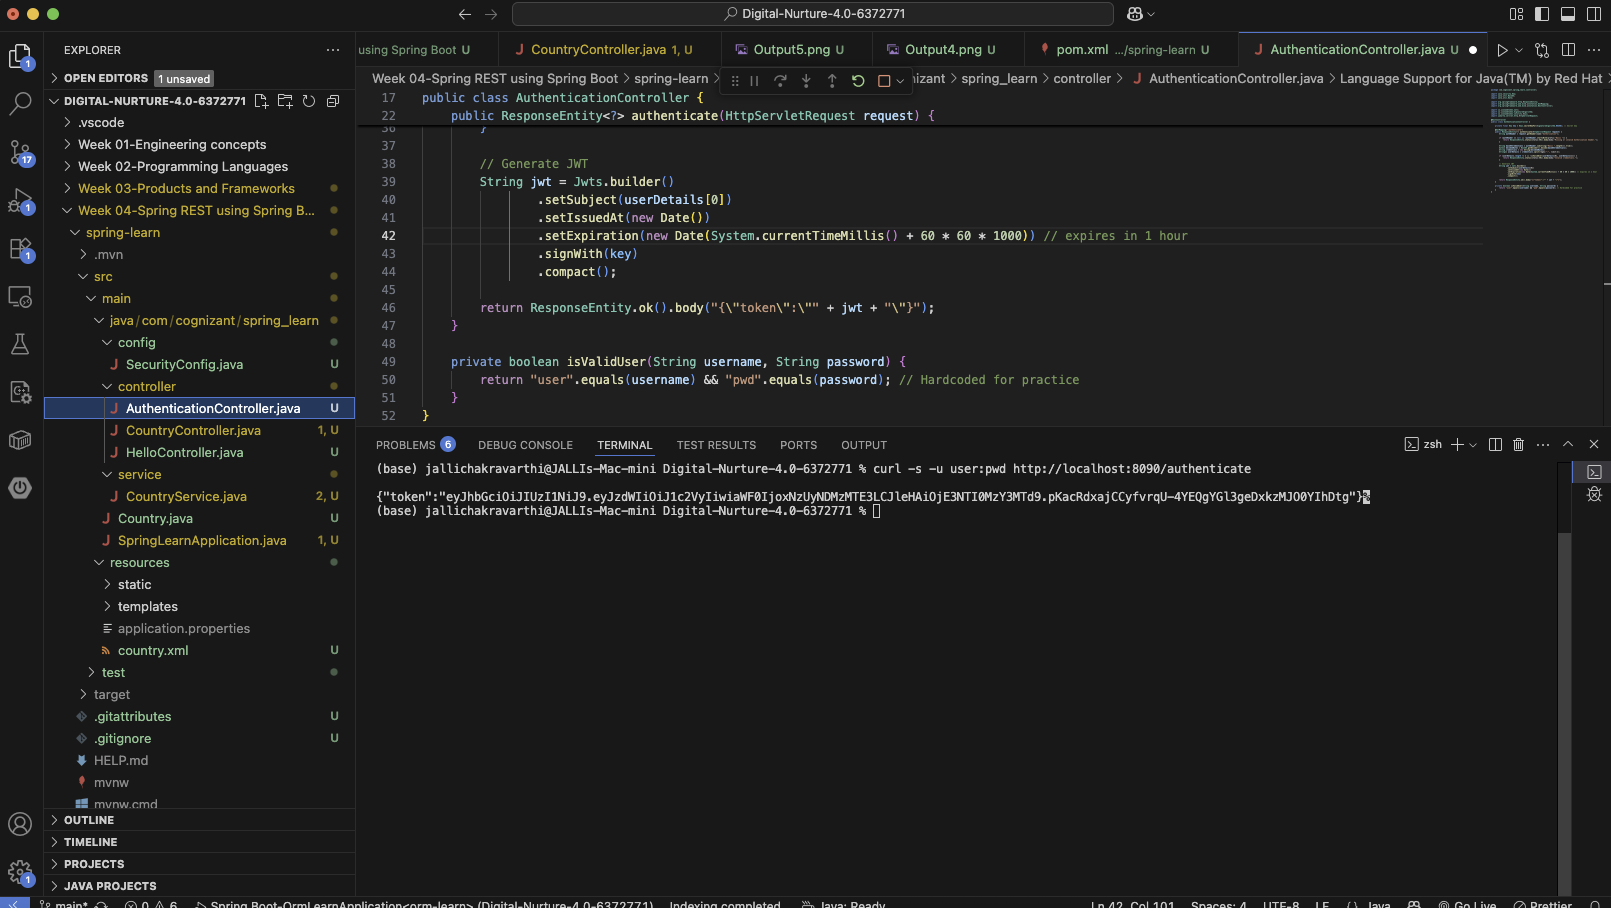 Digital-Nurture-4.0-6372771
EXPLORER
using Spring Boot U
CountryController.java 1, U
Output5.png U
Output4.png U
pom.xml .../spring-learn U
AuthenticationController.java U
OPEN EDITORS 1 unsaved
Week 04-Spring REST using Spring Boot > spring-learn > nizant > spring_learn > controller > AuthenticationController.java > Language Support for Java(TM) by Red Hat >
DIGITAL-NURTURE-4.0-6372771
.vscode
Week 01-Engineering concepts
Week 02-Programming Languages
Week 03-Products and Frameworks
Week 04-Spring REST using Spring B...
spring-learn
.mvn
src
main
java/com/cognizant/spring_learn
config
SecurityConfig.java U
controller
AuthenticationController.java U
CountryController.java 1, U
HelloController.java U
service
CountryService.java 2, U
Country.java U
SpringLearnApplication.java 1, U
resources
static
templates
application.properties
country.xml U
test
target
.gitattributes U
.gitignore U
HELP.md
mvnw
mvnw.cmd
OUTLINE
TIMELINE
PROJECTS
JAVA PROJECTS
17 public class AuthenticationController {
22 public ResponseEntity<?> authenticate(HttpServletRequest request) {
36 }
37
38 // Generate JWT
39 String jwt = Jwts.builder()
40 .setSubject(userDetails[0])
41 .setIssuedAt(new Date())
42 .setExpiration(new Date(System.currentTimeMillis() + 60 * 60 * 1000)) // expires in 1 hour
43 .signWith(key)
44 .compact();
45
46 return ResponseEntity.ok().body("{\"token\":\"" + jwt + "\"}");
47 }
48
49 private boolean isValidUser(String username, String password) {
50 return "user".equals(username) && "pwd".equals(password); // Hardcoded for practice
51 }
52 }
PROBLEMS 6 DEBUG CONSOLE TERMINAL TEST RESULTS PORTS OUTPUT
zsh
(base) jallichakravarthi@JALLIs-Mac-mini Digital-Nurture-4.0-6372771 % curl -s -u user:pwd http://localhost:8090/authenticate
{"token":"eyJhbGciOiJIUzI1NiJ9.eyJzdWIiOiJ1c2VyIiwiaWF0IjoxNzUyNDMzMTE3LCJleHAiOjE3NTI0MzY3MTd9.pKacRdxajCCyfvrqU-4YEQgYGl3geDxkzMJO0YIhDtg"}%
(base) jallichakravarthi@JALLIs-Mac-mini Digital-Nurture-4.0-6372771 %
1
17
1
1
1
main* 0 6 Spring Boot-OrmLearnApplication<orm-learn> (Digital-Nurture-4.0-6372771) Indexing completed. Java: Ready
Ln 42, Col 101 Spaces: 4 UTF-8 LF {} Java Go Live Prettier